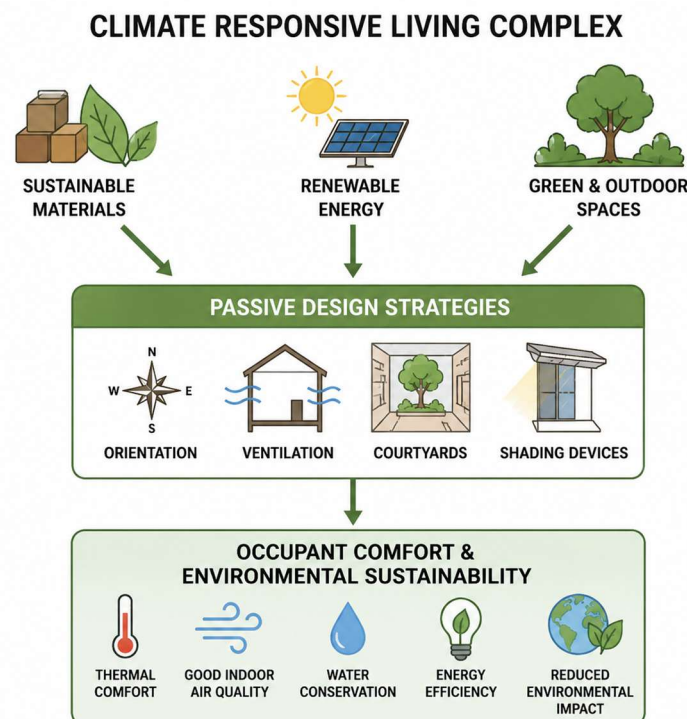 CLIMATE RESPONSIVE LIVING COMPLEX
SUSTAINABLE
MATERIALS
RENEWABLE
ENERGY
GREEN & OUTDOOR
SPACES
PASSIVE DESIGN STRATEGIES
N
W
E
S
ORIENTATION
VENTILATION
COURTYARDS
SHADING DEVICES
OCCUPANT COMFORT &
ENVIRONMENTAL SUSTAINABILITY
THERMAL
COMFORT
GOOD INDOOR
AIR QUALITY
WATER
CONSERVATION
ENERGY
EFFICIENCY
REDUCED
ENVIRONMENTAL
IMPACT